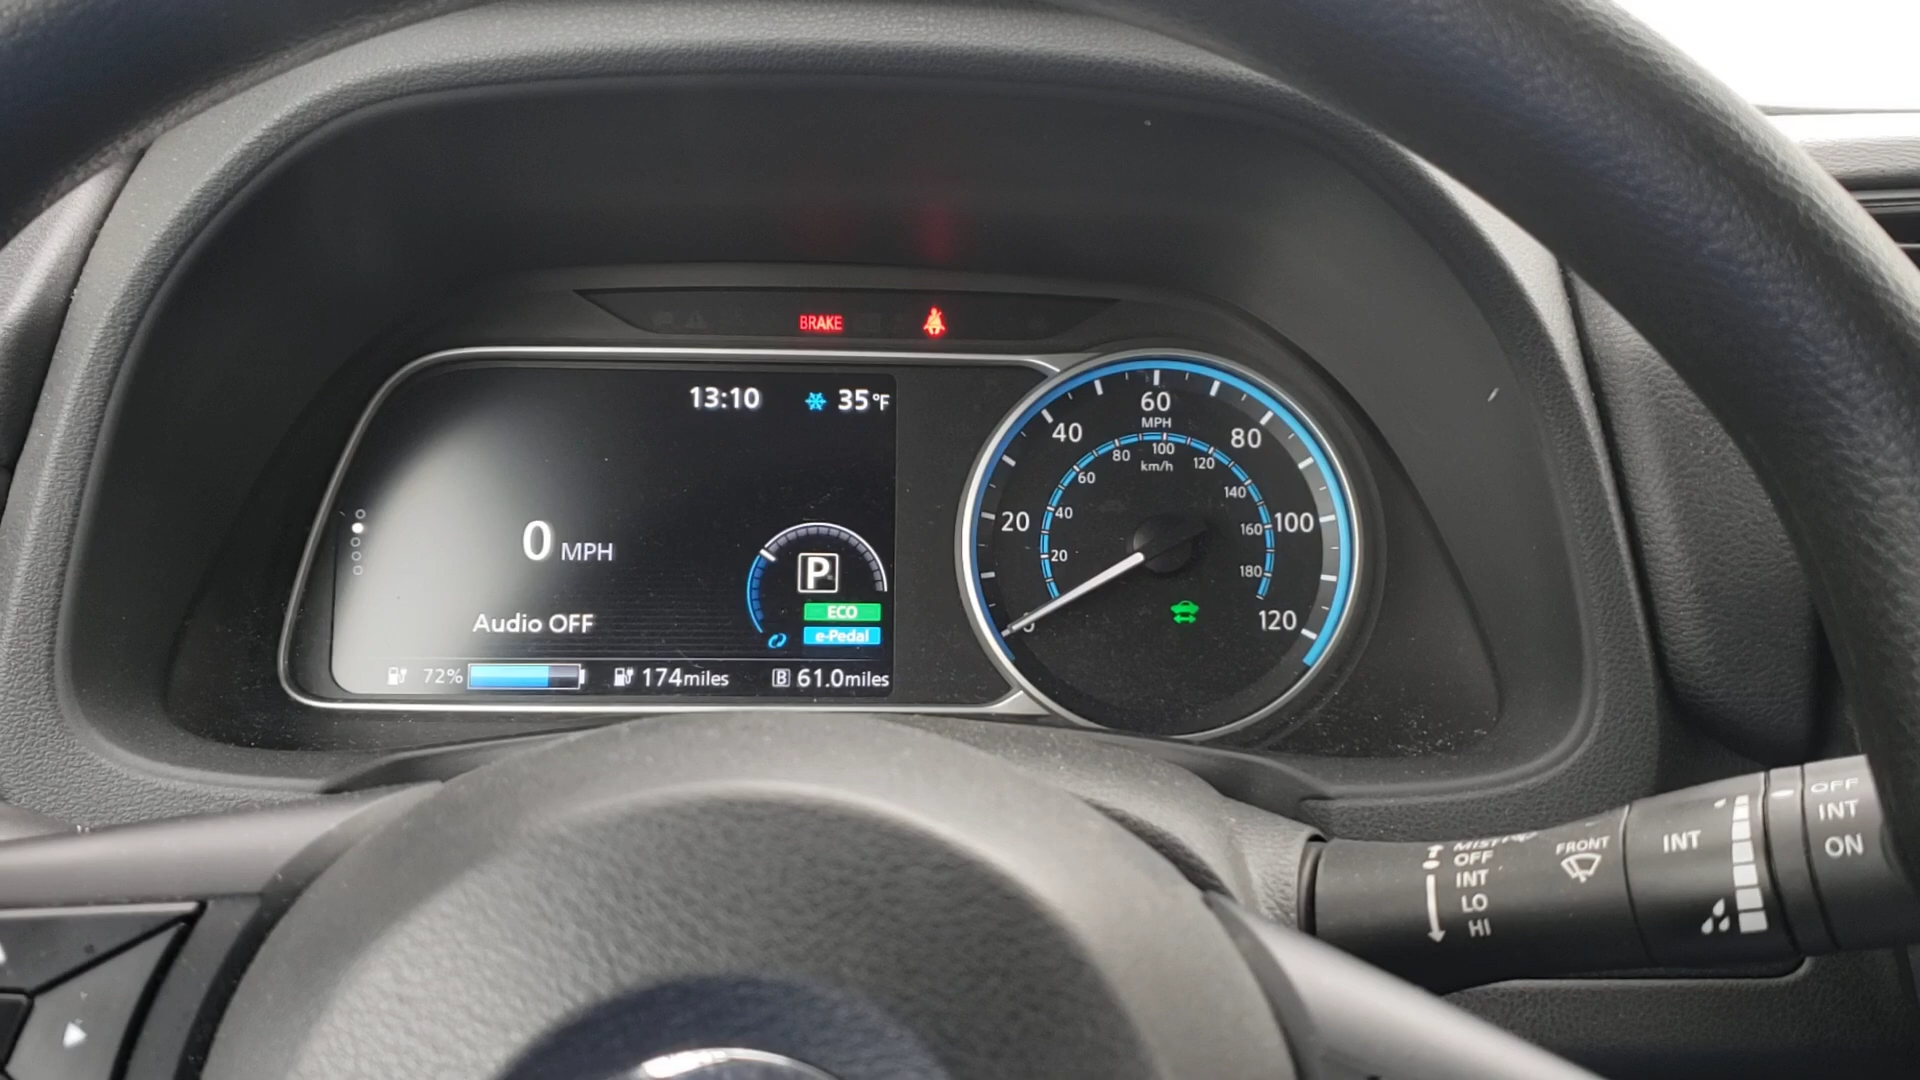 BRAKE
13:10 35°F
0 MPH
P
ECO
e-Pedal
Audio OFF
72% 174miles B 61.0miles
20 40 60 80 100 120
MPH
20 40 60 80 100 120 140 160 180
km/h
OFF
INT
LO
HI
FRONT
INT
OFF
INT
ON